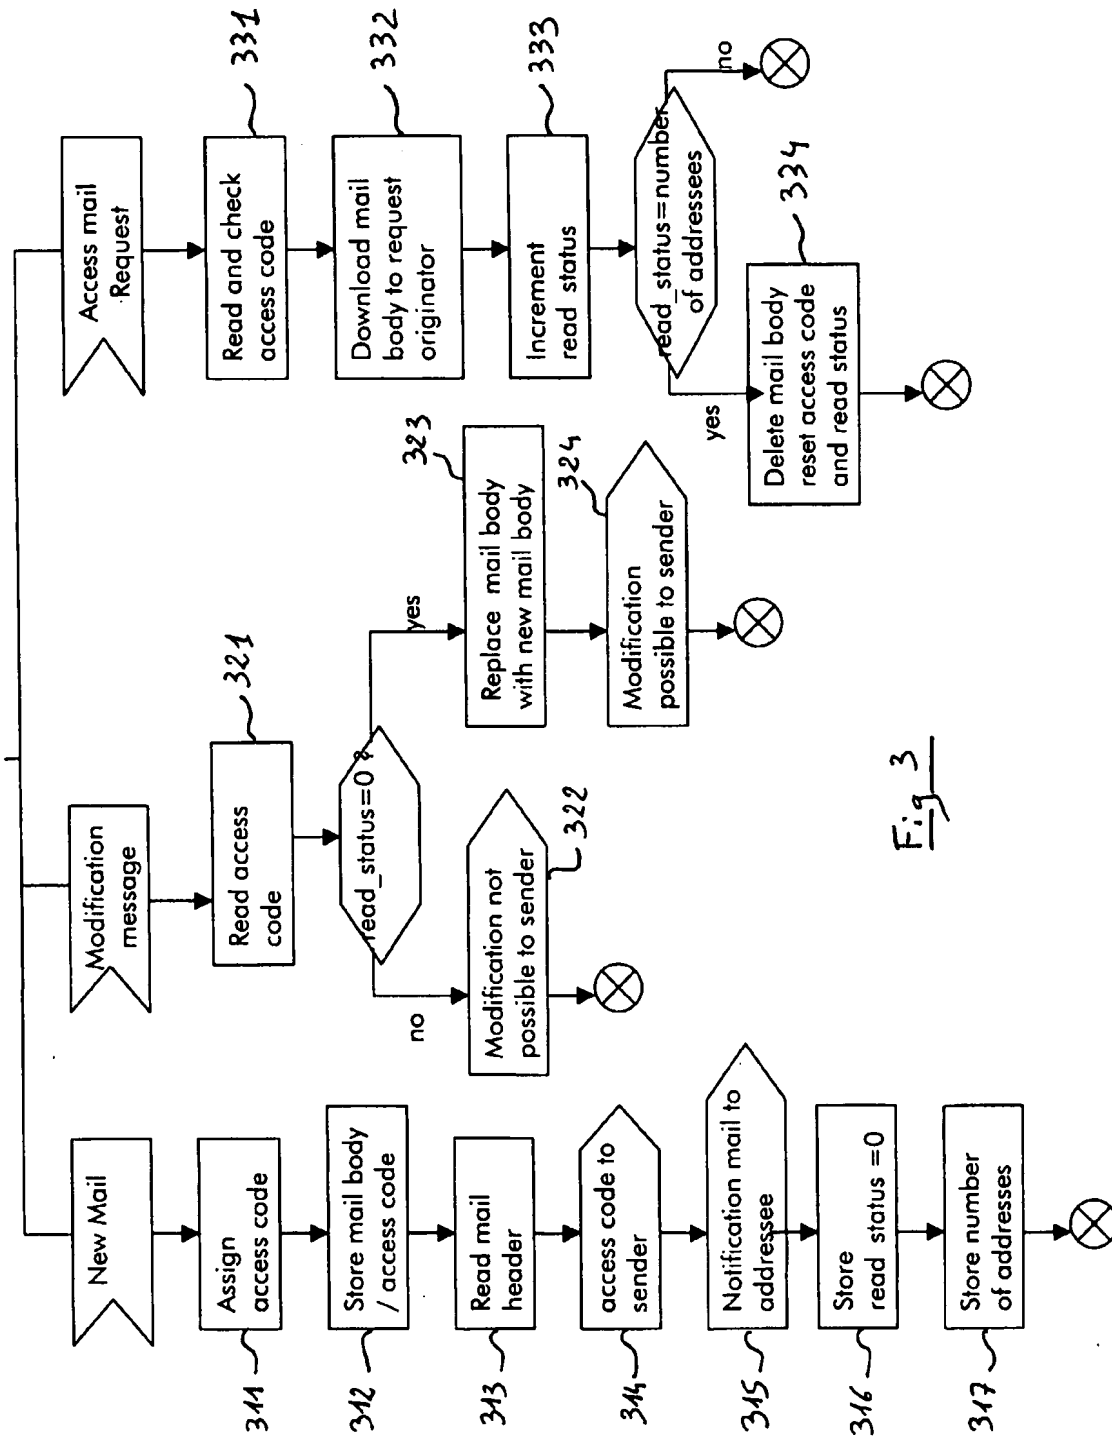 New Mail
311
Assign
access code
312
Store mail body
/ access code
313
Read mail
header
314
access code to
sender
315
Notification mail to
addressee
316
Store
read status =0
317
Store number
of addresses
Modification
message
321
Read access
code
read_status=0 ?
no
yes
Modification not
possible to sender
322
323
Replace mail body
with new mail body
324
Modification
possible to sender
Access mail
Request
331
Read and check
access code
332
Download mail
body to request
originator
333
Increment
read status
read_status=number
of addressees
no
yes
334
Delete mail body
reset access code
and read status
Fig 3